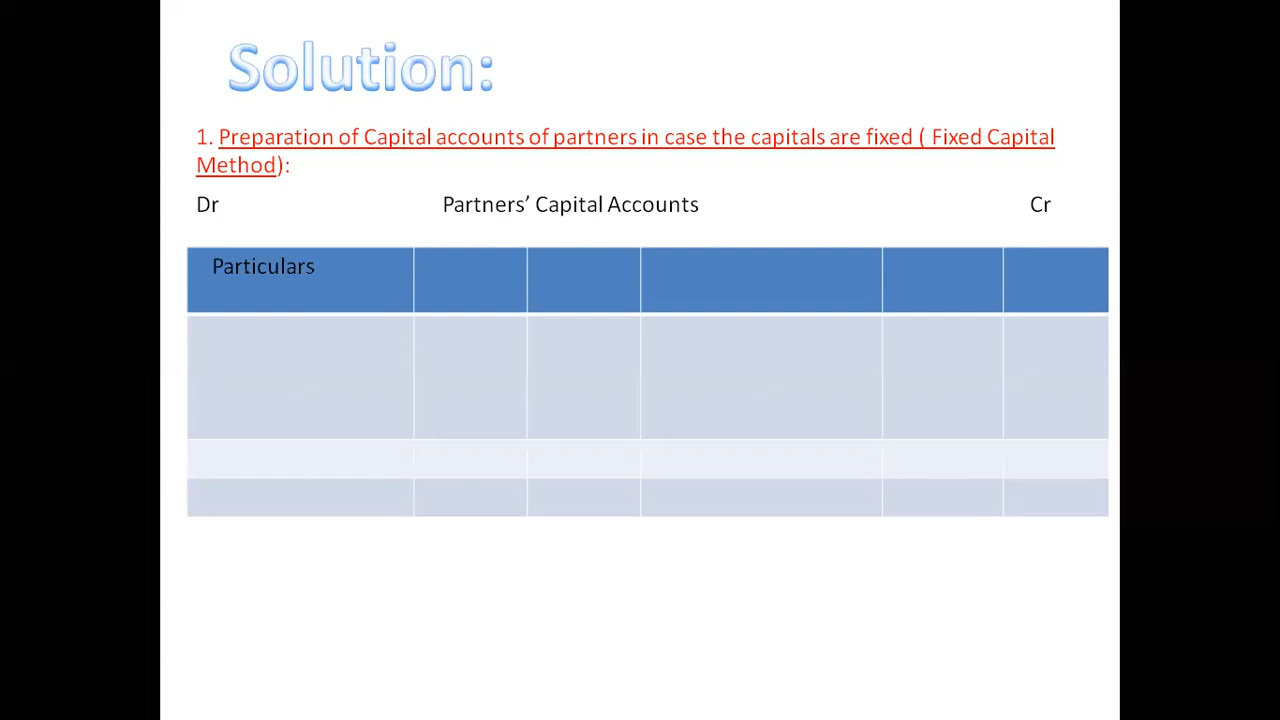 Solution:
1. Preparation of Capital accounts of partners in case the capitals are fixed ( Fixed Capital
Method):
Dr Partners’ Capital Accounts Cr
Particulars